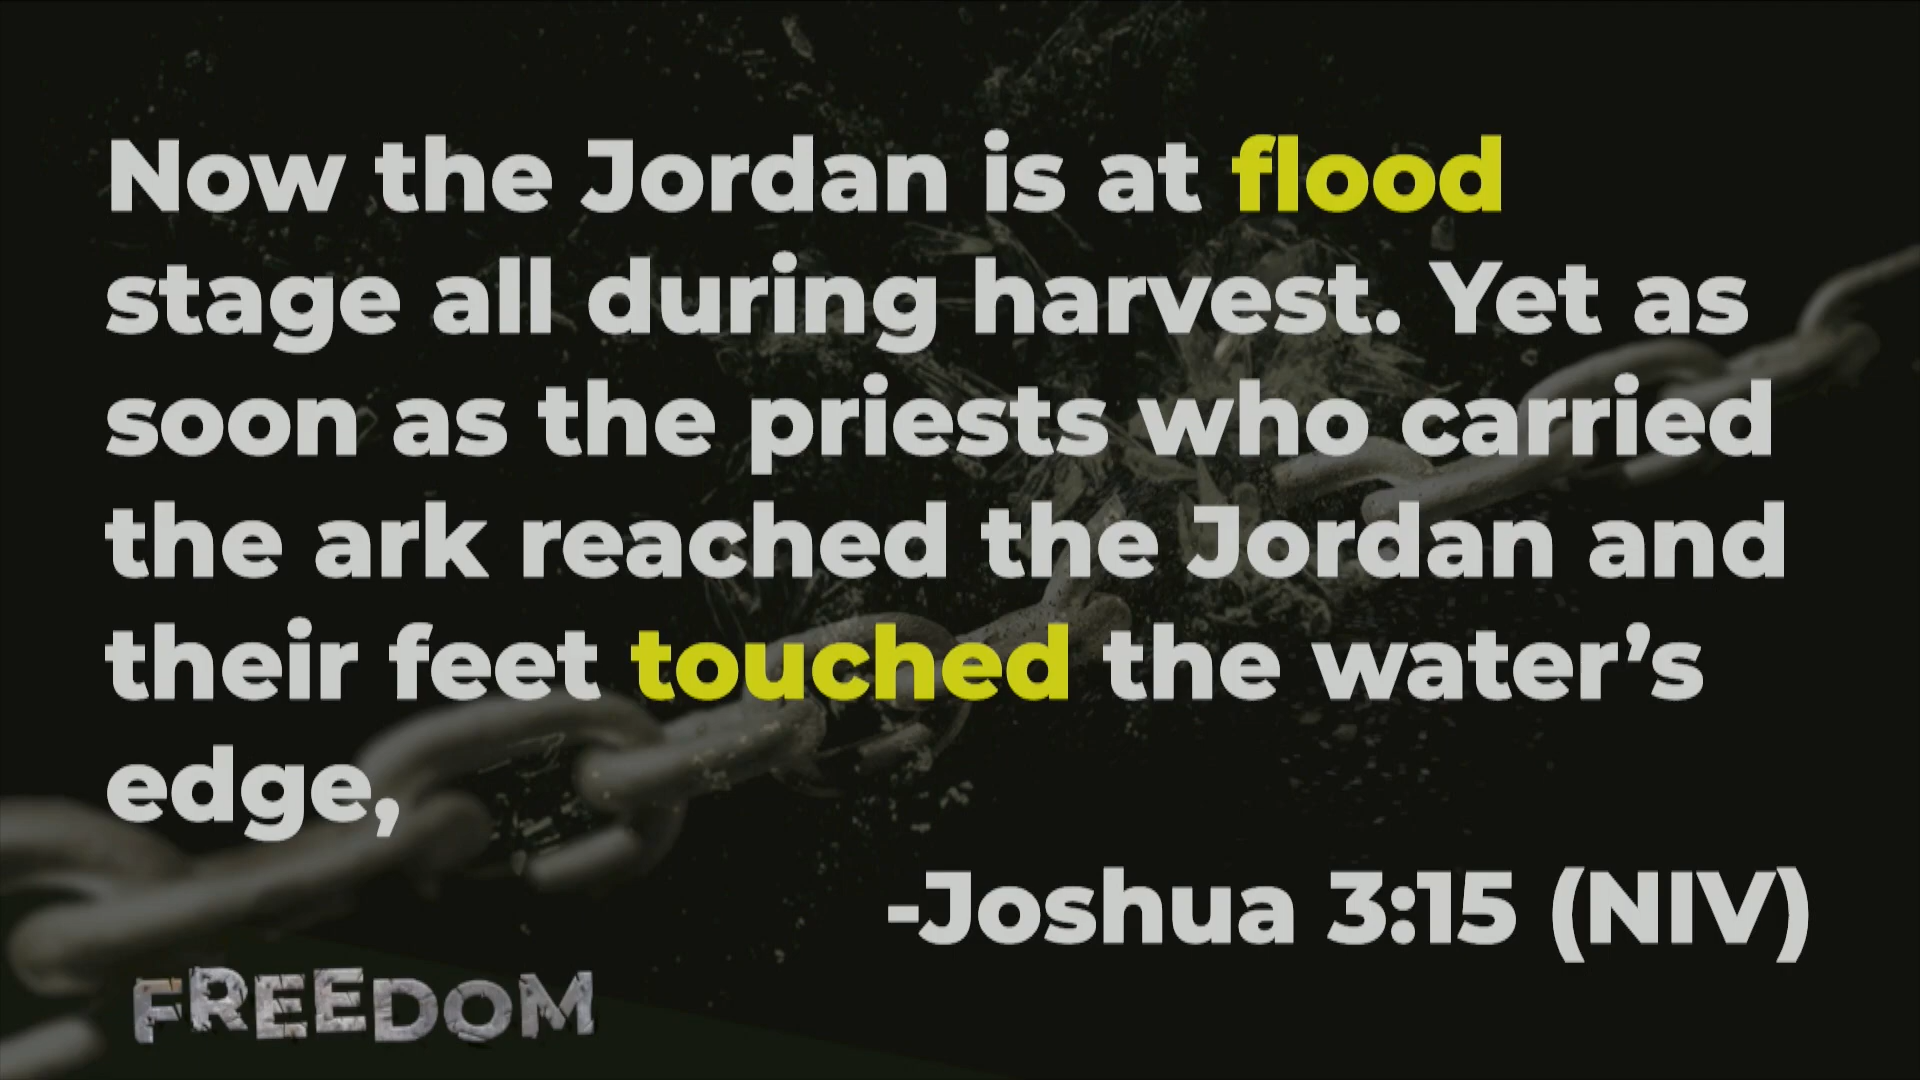 Now the Jordan is at flood
stage all during harvest. Yet as
soon as the priests who carried
the ark reached the Jordan and
their feet touched the water’s
edge,
-Joshua 3:15 (NIV)
FREEDOM